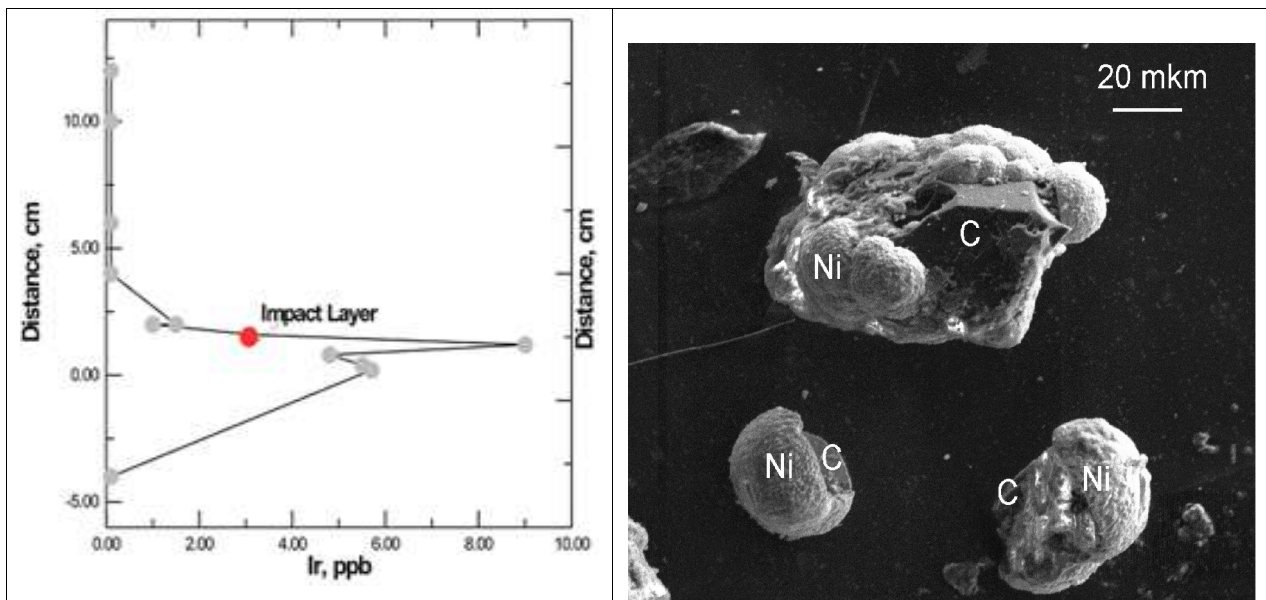 Distance, cm
10.00
5.00
0.00
-5.00
Impact Layer
0.00
2.00
4.00
6.00
8.00
10.00
Ir, ppb
Distance, cm
20 mkm
C
Ni
Ni
C
C
Ni